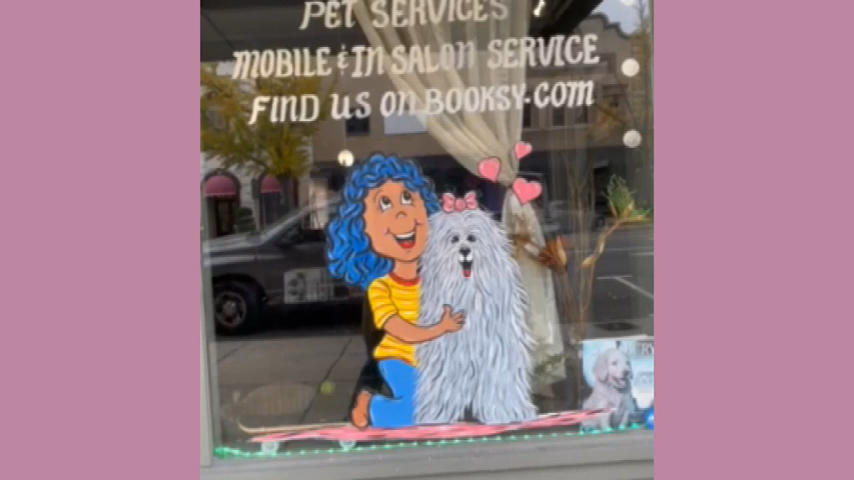 PET SERVICES
MOBILE & IN SALON SERVICE
FIND US ON BOOKSY.COM